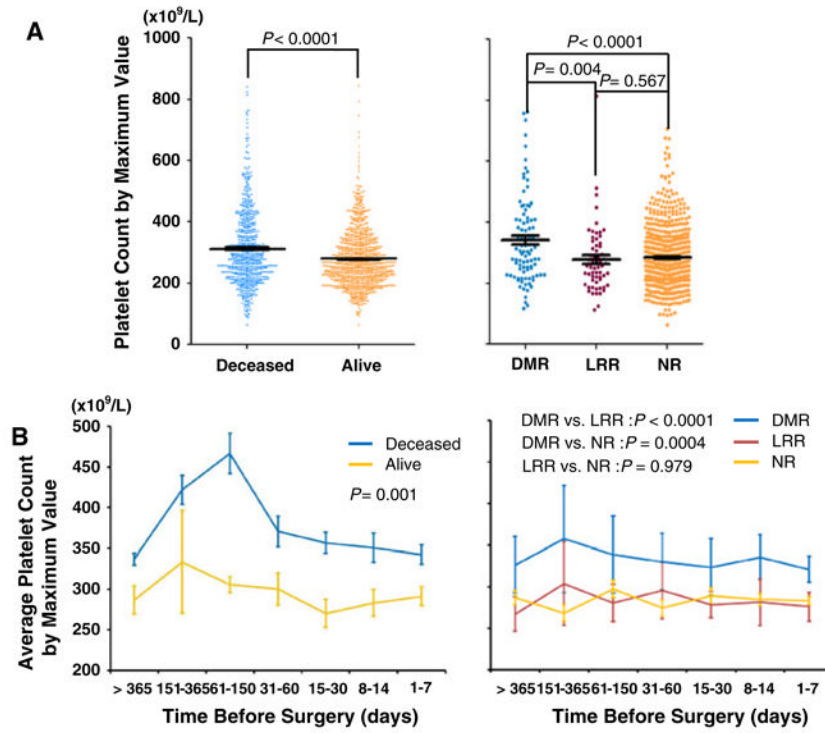 A
(x10⁹/L)
Platelet Count by Maximum Value
1000
800
600
400
200
0
P< 0.0001
Deceased
Alive
P< 0.0001
P= 0.004
P= 0.567
DMR
LRR
NR
B
(x10⁹/L)
Average Platelet Count
by Maximum Value
500
450
400
350
300
250
200
Deceased
Alive
P= 0.001
> 365 151-365 61-150 31-60 15-30 8-14 1-7
Time Before Surgery (days)
DMR vs. LRR :P < 0.0001
DMR vs. NR :P = 0.0004
LRR vs. NR :P = 0.979
DMR
LRR
NR
> 365 151-365 61-150 31-60 15-30 8-14 1-7
Time Before Surgery (days)